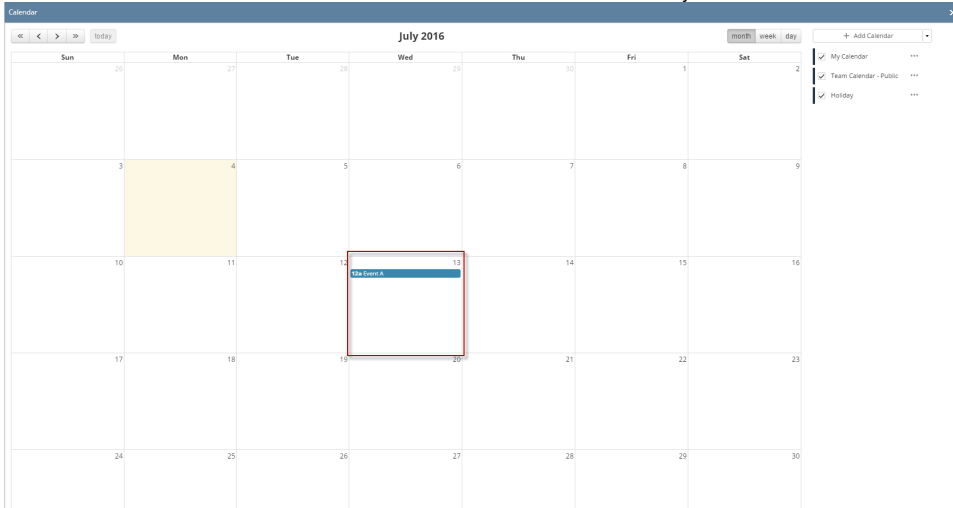 Calendar
« < > » today
July 2016
month week day
+ Add Calendar
My Calendar ...
Team Calendar - Public ...
Holiday ...
Sun Mon Tue Wed Thu Fri Sat
26 27 28 29 30 1 2
3 4 5 6 7 8 9
10 11 12 13 14 15 16
12a Event A
17 18 19 20 21 22 23
24 25 26 27 28 29 30